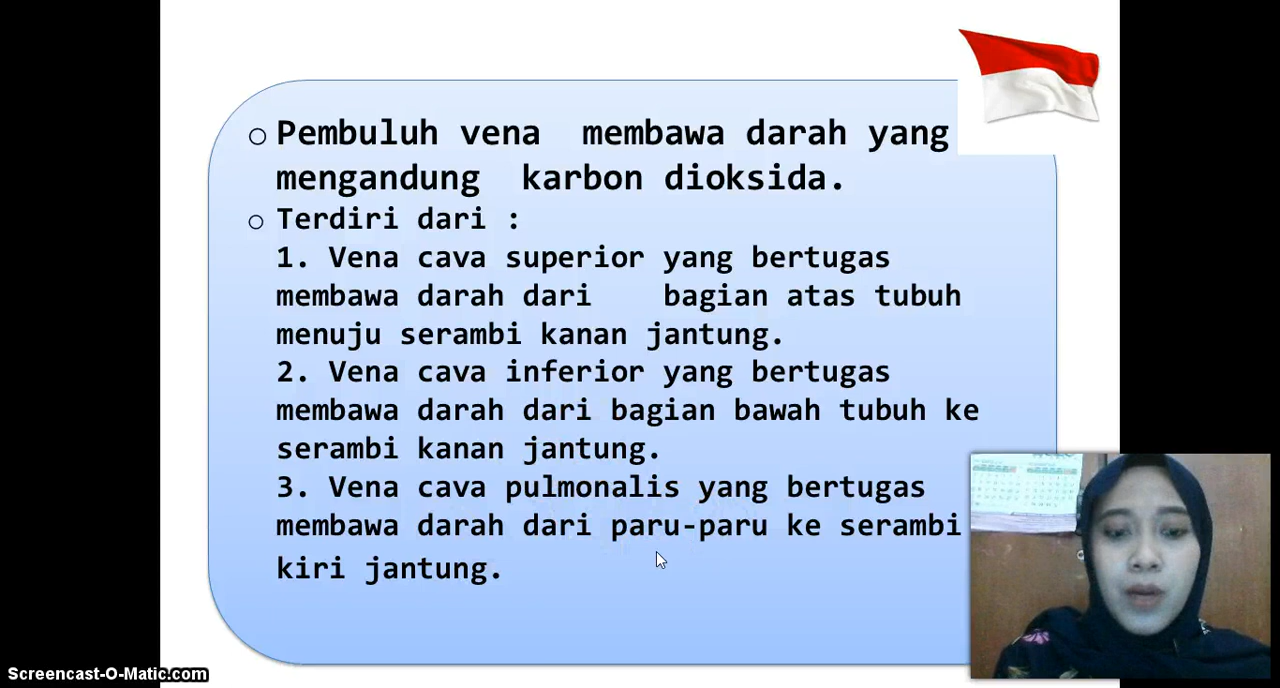 Pembuluh vena membawa darah yang
mengandung karbon dioksida.
Terdiri dari :
1. Vena cava superior yang bertugas
membawa darah dari bagian atas tubuh
menuju serambi kanan jantung.
2. Vena cava inferior yang bertugas
membawa darah dari bagian bawah tubuh ke
serambi kanan jantung.
3. Vena cava pulmonalis yang bertugas
membawa darah dari paru-paru ke serambi
kiri jantung.
Screencast-O-Matic.com